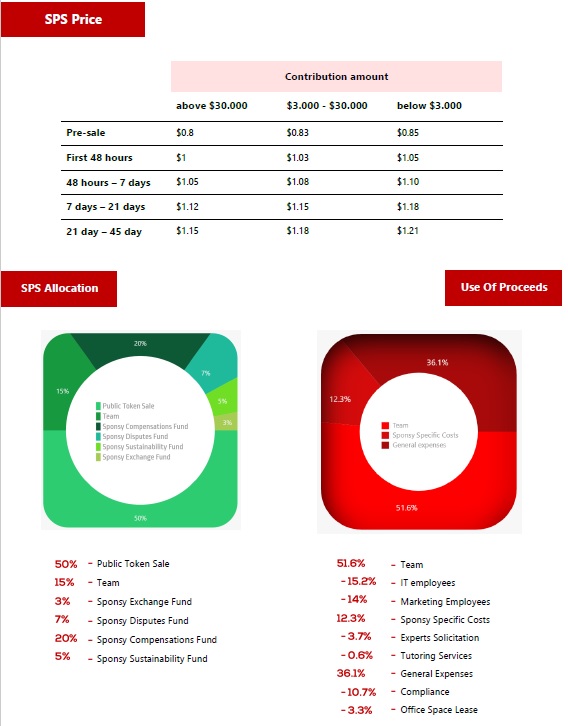 SPS Price
Contribution amount
above $30.000 $3.000 - $30.000 below $3.000
Pre-sale $0.8 $0.83 $0.85
First 48 hours $1 $1.03 $1.05
48 hours – 7 days $1.05 $1.08 $1.10
7 days – 21 days $1.12 $1.15 $1.18
21 day – 45 day $1.15 $1.18 $1.21
SPS Allocation
Use Of Proceeds
20%
7%
15%
5%
3%
50%
Public Token Sale
Team
Sponsy Compensations Fund
Sponsy Disputes Fund
Sponsy Sustainability Fund
Sponsy Exchange Fund
36.1%
12.3%
51.6%
Team
Sponsy Specific Costs
General expenses
50% – Public Token Sale
15% – Team
3% – Sponsy Exchange Fund
7% – Sponsy Disputes Fund
20% – Sponsy Compensations Fund
5% – Sponsy Sustainability Fund
51.6% – Team
-15.2% – IT employees
-14% – Marketing Employees
12.3% – Sponsy Specific Costs
-3.7% – Experts Solicitation
-0.6% – Tutoring Services
36.1% – General Expenses
-10.7% – Compliance
-3.3% – Office Space Lease